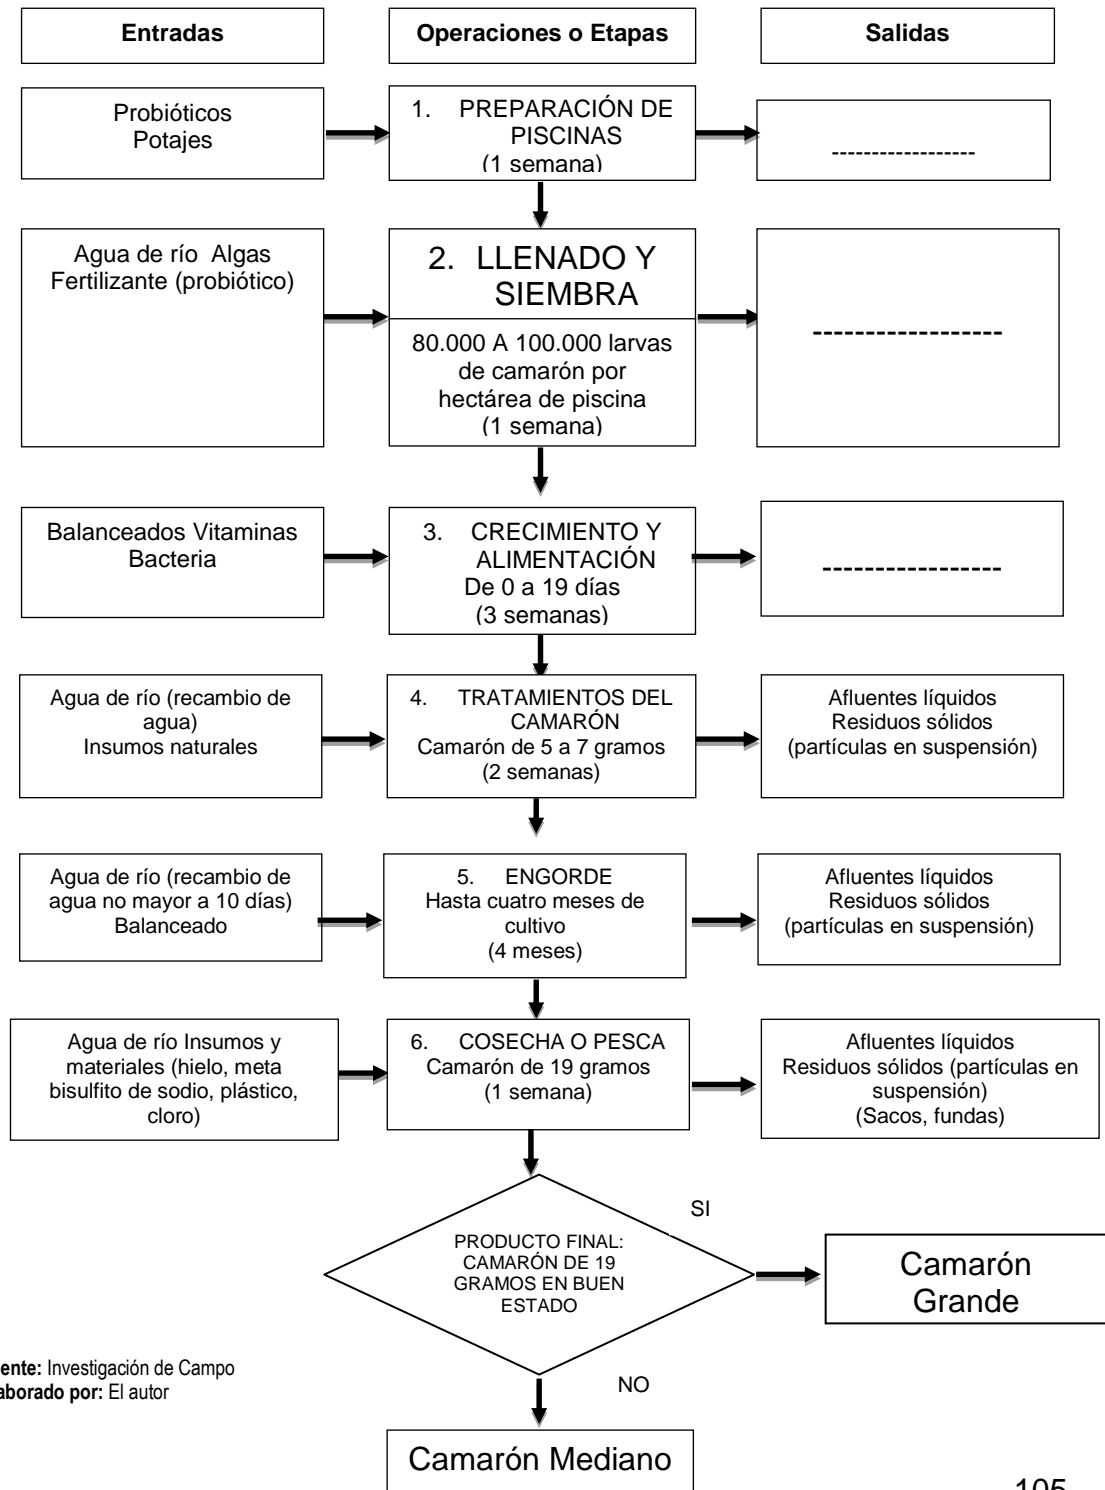 Entradas
Operaciones o Etapas
Salidas
Probióticos
Potajes
1. PREPARACIÓN DE
PISCINAS
(1 semana)
------------------
Agua de río Algas
Fertilizante (probiótico)
2. LLENADO Y
SIEMBRA
80.000 A 100.000 larvas
de camarón por
hectárea de piscina
(1 semana)
------------------
Balanceados Vitaminas
Bacteria
3. CRECIMIENTO Y
ALIMENTACIÓN
De 0 a 19 días
(3 semanas)
-----------------
Agua de río (recambio de
agua)
Insumos naturales
4. TRATAMIENTOS DEL
CAMARÓN
Camarón de 5 a 7 gramos
(2 semanas)
Afluentes líquidos
Residuos sólidos
(partículas en suspensión)
Agua de río (recambio de
agua no mayor a 10 días)
Balanceado
5. ENGORDE
Hasta cuatro meses de
cultivo
(4 meses)
Afluentes líquidos
Residuos sólidos
(partículas en suspensión)
Agua de río Insumos y
materiales (hielo, meta
bisulfito de sodio, plástico,
cloro)
6. COSECHA O PESCA
Camarón de 19 gramos
(1 semana)
Afluentes líquidos
Residuos sólidos (partículas en
suspensión)
(Sacos, fundas)
PRODUCTO FINAL:
CAMARÓN DE 19
GRAMOS EN BUEN
ESTADO
SI
Camarón
Grande
ente: Investigación de Campo
aborado por: El autor
NO
Camarón Mediano
105